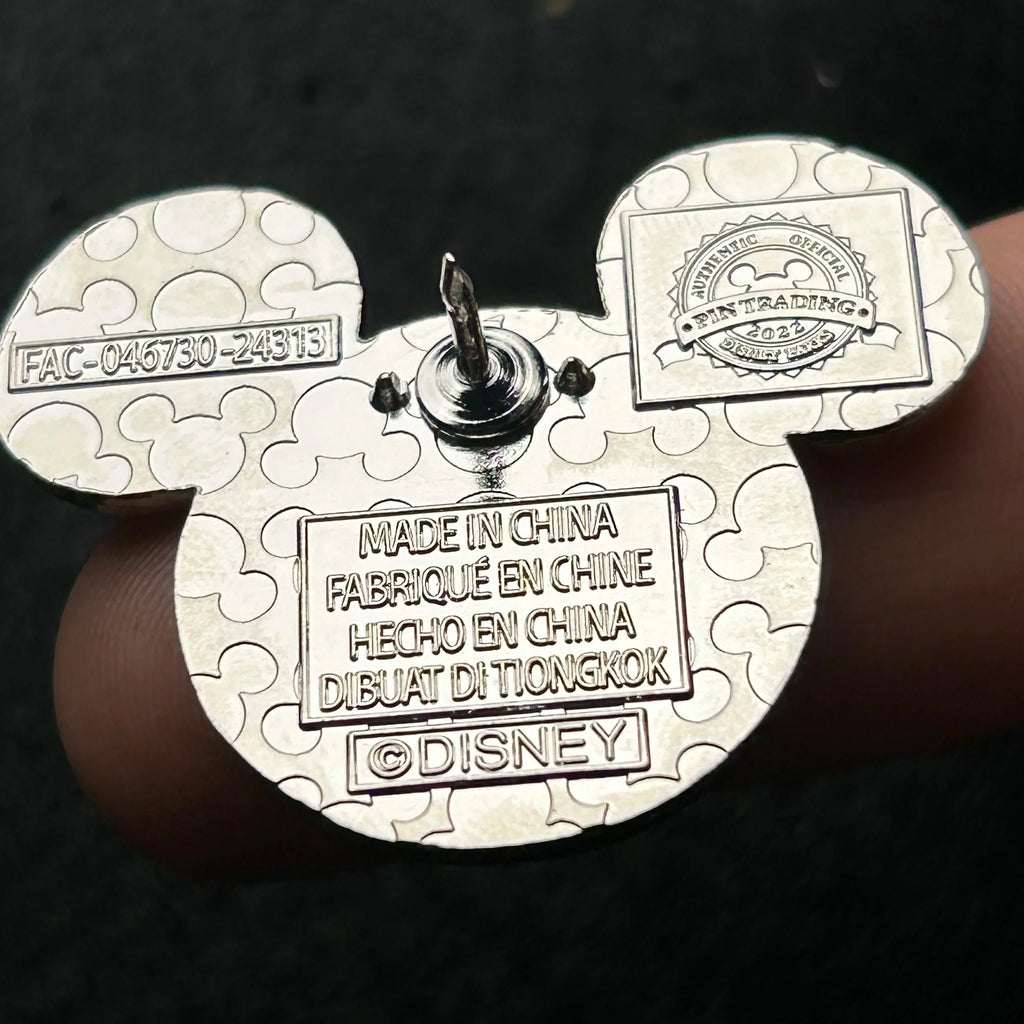 FAC-046730-24313
AUTHENTIC OFFICIAL
PIN TRADING
2022
MADE IN CHINA
FABRIQUÉ EN CHINE
HECHO EN CHINA
DIBUAT DI TIONGKOK
©DISNEY